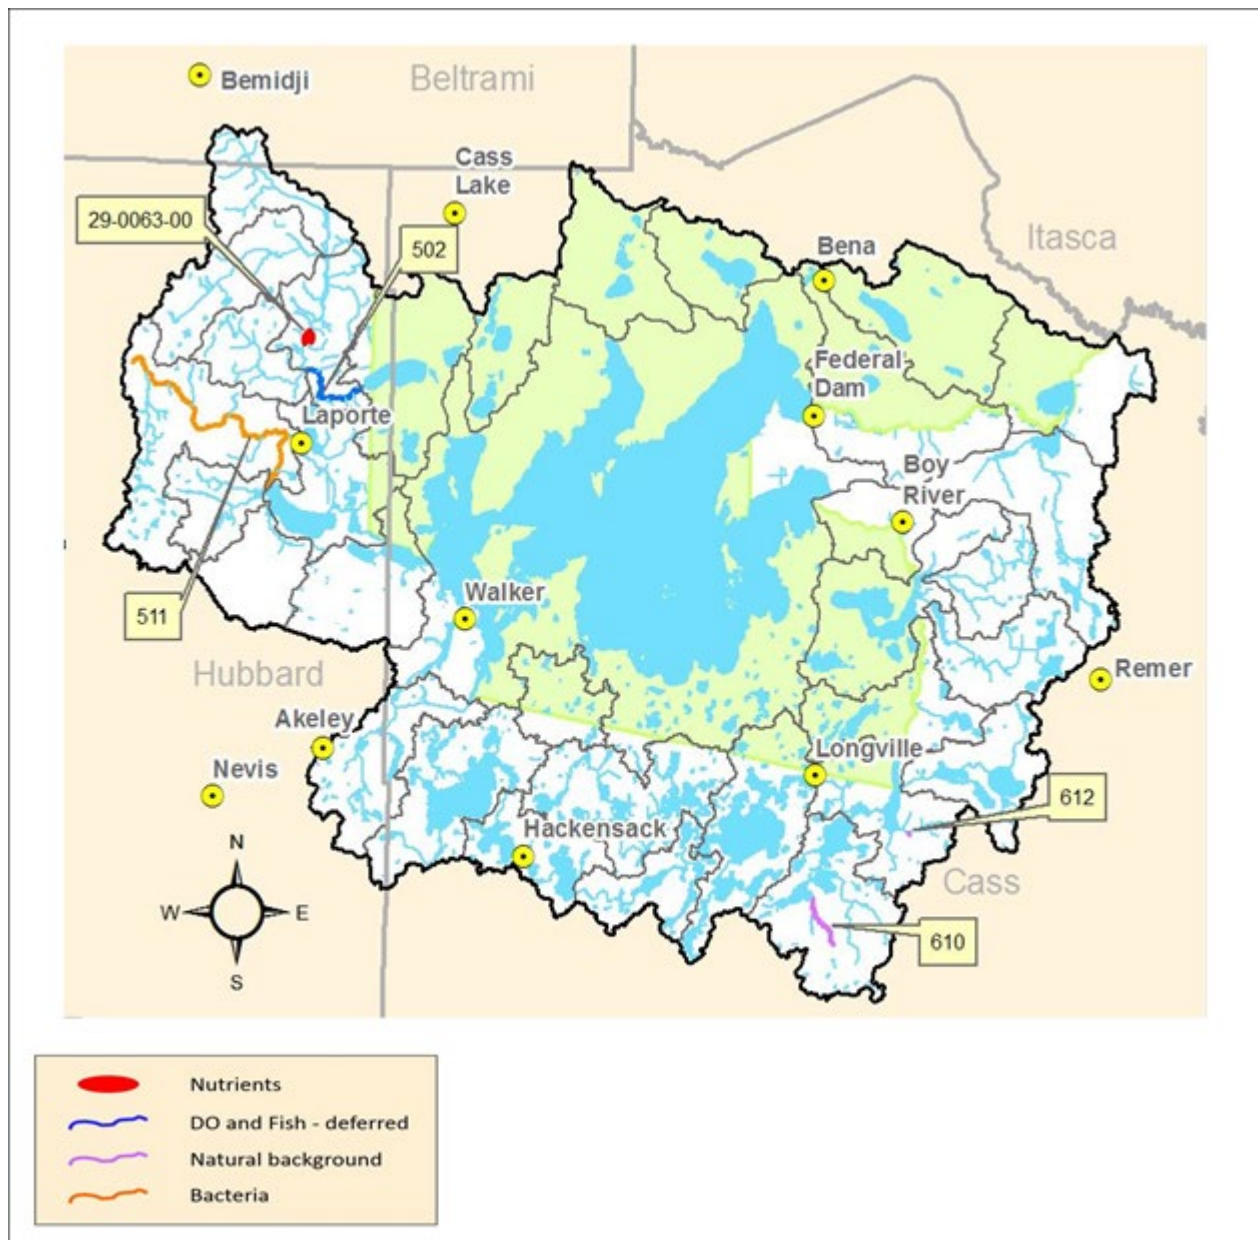 Bemidji
Beltrami
Cass
Lake
29-0063-00
502
Itasca
Bena
Federal
Dam
Laporte
Boy
River
511
Walker
Hubbard
Remer
Akeley
Longville
Nevis
612
Hackensack
Cass
N
W
E
S
610
Nutrients
DO and Fish - deferred
Natural background
Bacteria